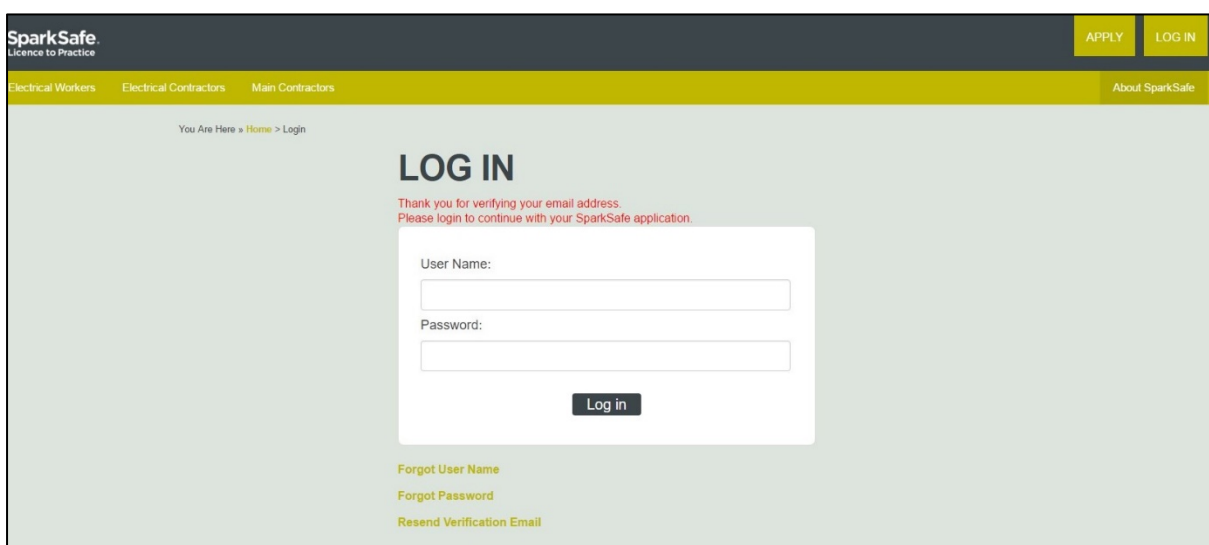 SparkSafe.
Licence to Practice
APPLY
LOG IN
Electrical Workers
Electrical Contractors
Main Contractors
About SparkSafe
You Are Here » Home > Login
LOG IN
Thank you for verifying your email address.
Please login to continue with your SparkSafe application.
User Name:
Password:
Log in
Forgot User Name
Forgot Password
Resend Verification Email